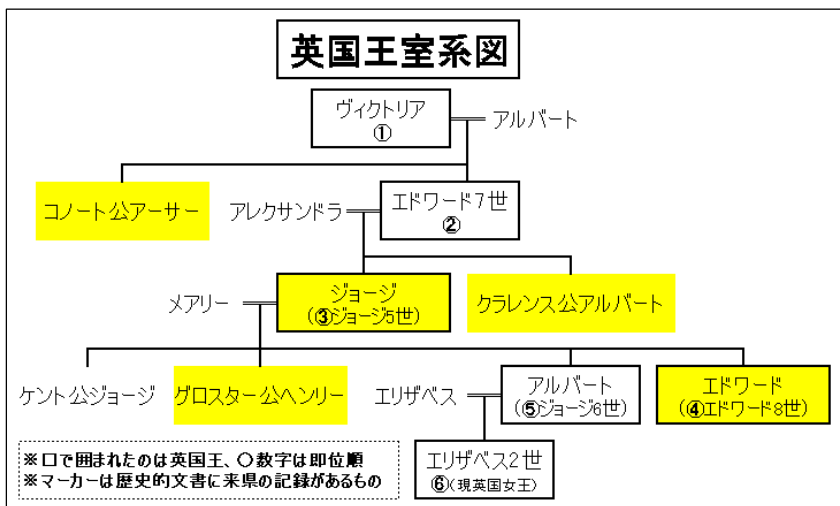 英国王室系図
ヴィクトリア
①
アルバート
コノート公アーサー
アレクサンドラ
エドワード7世
②
メアリー
ジョージ
(③ジョージ5世)
クラレンス公アルバート
ケント公ジョージ
グロスター公ヘンリー
エリザベス
アルバート
(⑤ジョージ6世)
エドワード
(④エドワード8世)
エリザベス2世
⑥(現英国女王)
※口で囲まれたのは英国王、〇数字は即位順
※マーカーは歴史的文書に来県の記録があるもの